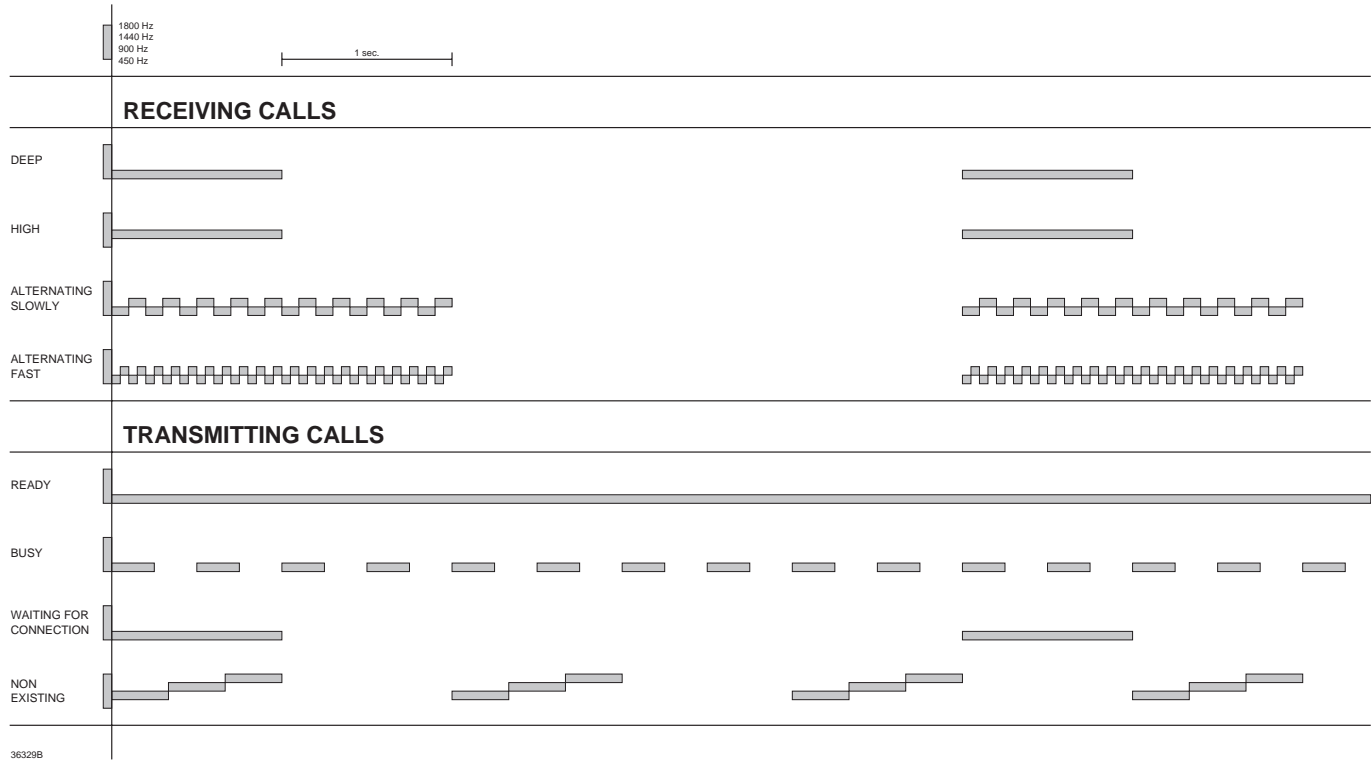 1800 Hz
1440 Hz
900 Hz
450 Hz
1 sec.
RECEIVING CALLS
DEEP
HIGH
ALTERNATING
SLOWLY
ALTERNATING
FAST
TRANSMITTING CALLS
READY
BUSY
WAITING FOR
CONNECTION
NON
EXISTING
36329B